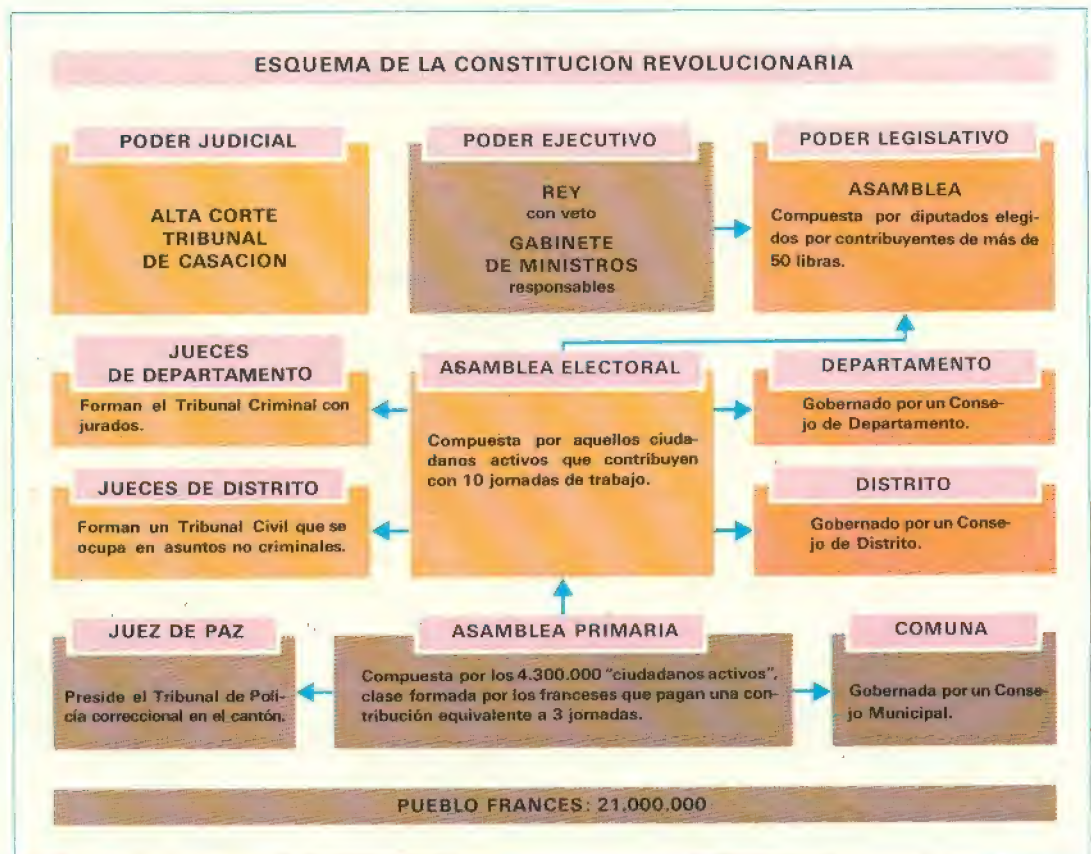 ESQUEMA DE LA CONSTITUCION REVOLUCIONARIA
PODER JUDICIAL
ALTA CORTE
TRIBUNAL
DE CASACION
PODER EJECUTIVO
REY
con veto
GABINETE
DE MINISTROS
responsables
PODER LEGISLATIVO
ASAMBLEA
Compuesta por diputados elegi-
dos por contribuyentes de más de
50 libras.
JUECES
DE DEPARTAMENTO
Forman el Tribunal Criminal con
jurados.
JUECES DE DISTRITO
Forman un Tribunal Civil que se
ocupa en asuntos no criminales.
ASAMBLEA ELECTORAL
Compuesta por aquellos ciuda-
danos activos que contribuyen
con 10 jornadas de trabajo.
DEPARTAMENTO
Gobernado por un Conse-
jo de Departamento.
DISTRITO
Gobernado por un Conse-
jo de Distrito.
JUEZ DE PAZ
Preside el Tribunal de Poli-
cía correccional en el cantón.
ASAMBLEA PRIMARIA
Compuesta por los 4.300.000 "ciudadanos activos",
clase formada por los franceses que pagan una con-
tribución equivalente a 3 jornadas.
COMUNA
Gobernada por un Conse-
jo Municipal.
PUEBLO FRANCES: 21.000.000